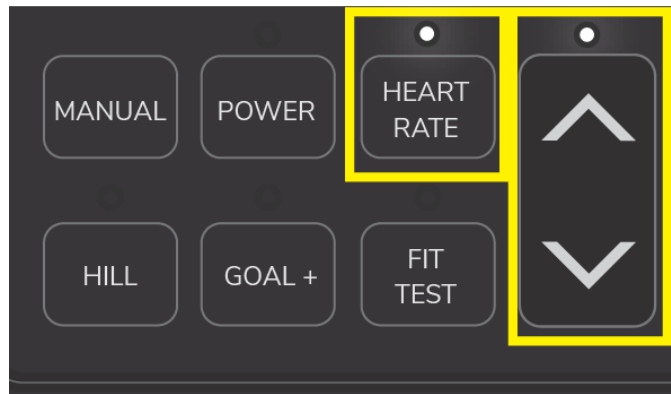 MANUAL
POWER
HEART
RATE
HILL
GOAL +
FIT
TEST